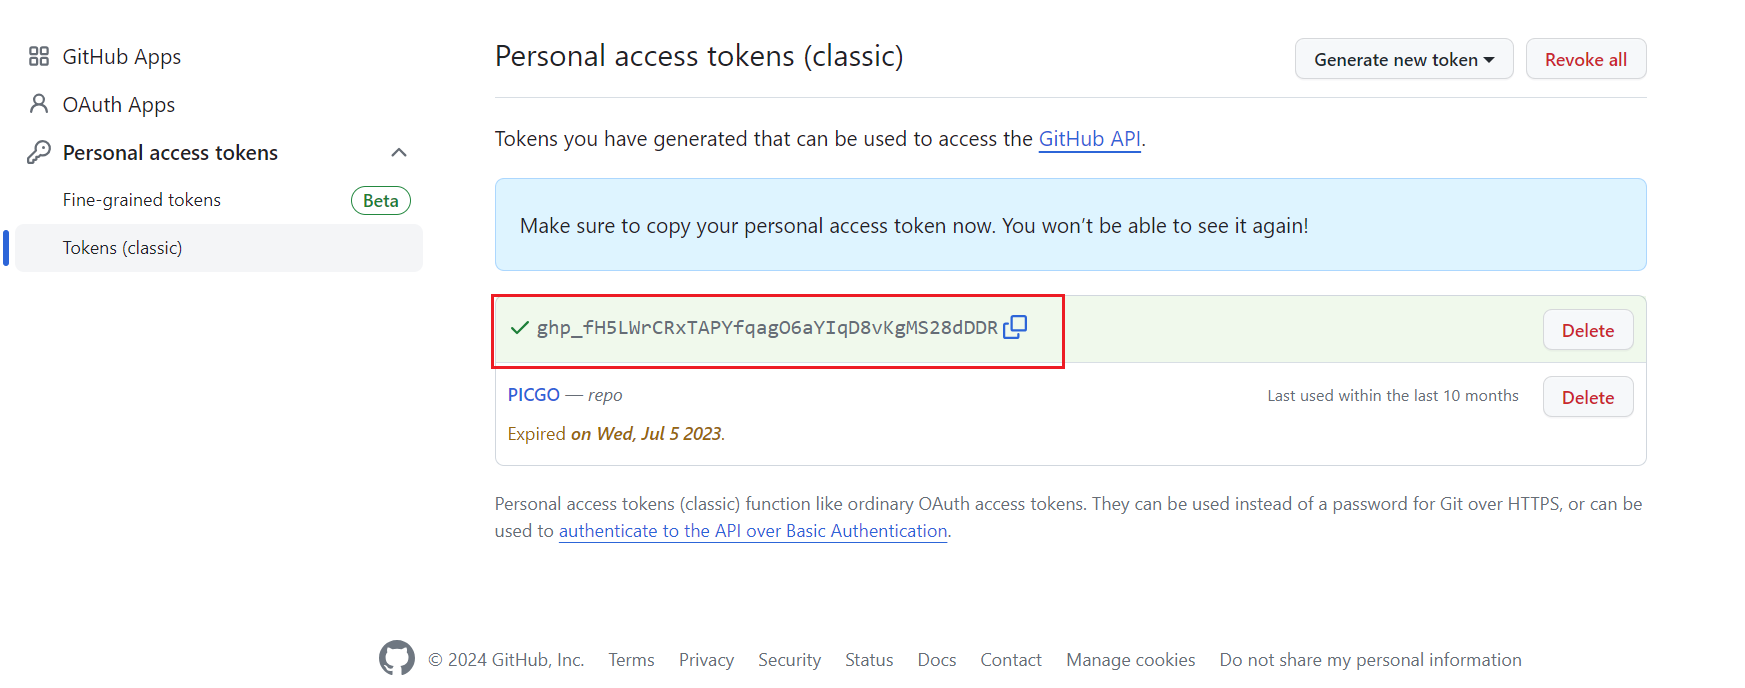 GitHub Apps
OAuth Apps
Personal access tokens
Fine-grained tokens
Beta
Tokens (classic)
Personal access tokens (classic)
Generate new token
Revoke all
Tokens you have generated that can be used to access the GitHub API.
Make sure to copy your personal access token now. You won’t be able to see it again!
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
Delete
PICGO — repo
Last used within the last 10 months
Delete
Expired on Wed, Jul 5 2023.
Personal access tokens (classic) function like ordinary OAuth access tokens. They can be used instead of a password for Git over HTTPS, or can be
used to authenticate to the API over Basic Authentication.
© 2024 GitHub, Inc.
Terms
Privacy
Security
Status
Docs
Contact
Manage cookies
Do not share my personal information